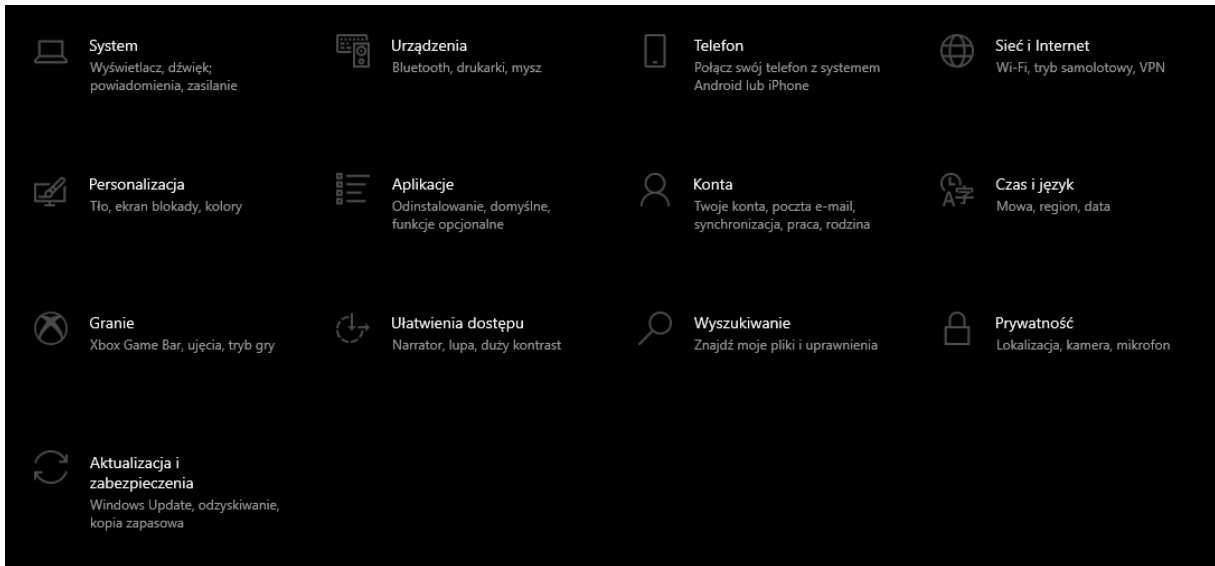 System
Wyświetlacz, dźwięk;
powiadomienia, zasilanie
Urządzenia
Bluetooth, drukarki, mysz
Telefon
Połącz swój telefon z systemem
Android lub iPhone
Sieć i Internet
Wi-Fi, tryb samolotowy, VPN
Personalizacja
Tło, ekran blokady, kolory
Aplikacje
Odinstalowanie, domyślne,
funkcje opcjonalne
Konta
Twoje konta, poczta e-mail,
synchronizacja, praca, rodzina
Czas i język
Mowa, region, data
Granie
Xbox Game Bar, ujęcia, tryb gry
Ułatwienia dostępu
Narrator, lupa, duży kontrast
Wyszukiwanie
Znajdź moje pliki i uprawnienia
Prywatność
Lokalizacja, kamera, mikrofon
Aktualizacja i
zabezpieczenia
Windows Update, odzyskiwanie,
kopia zapasowa